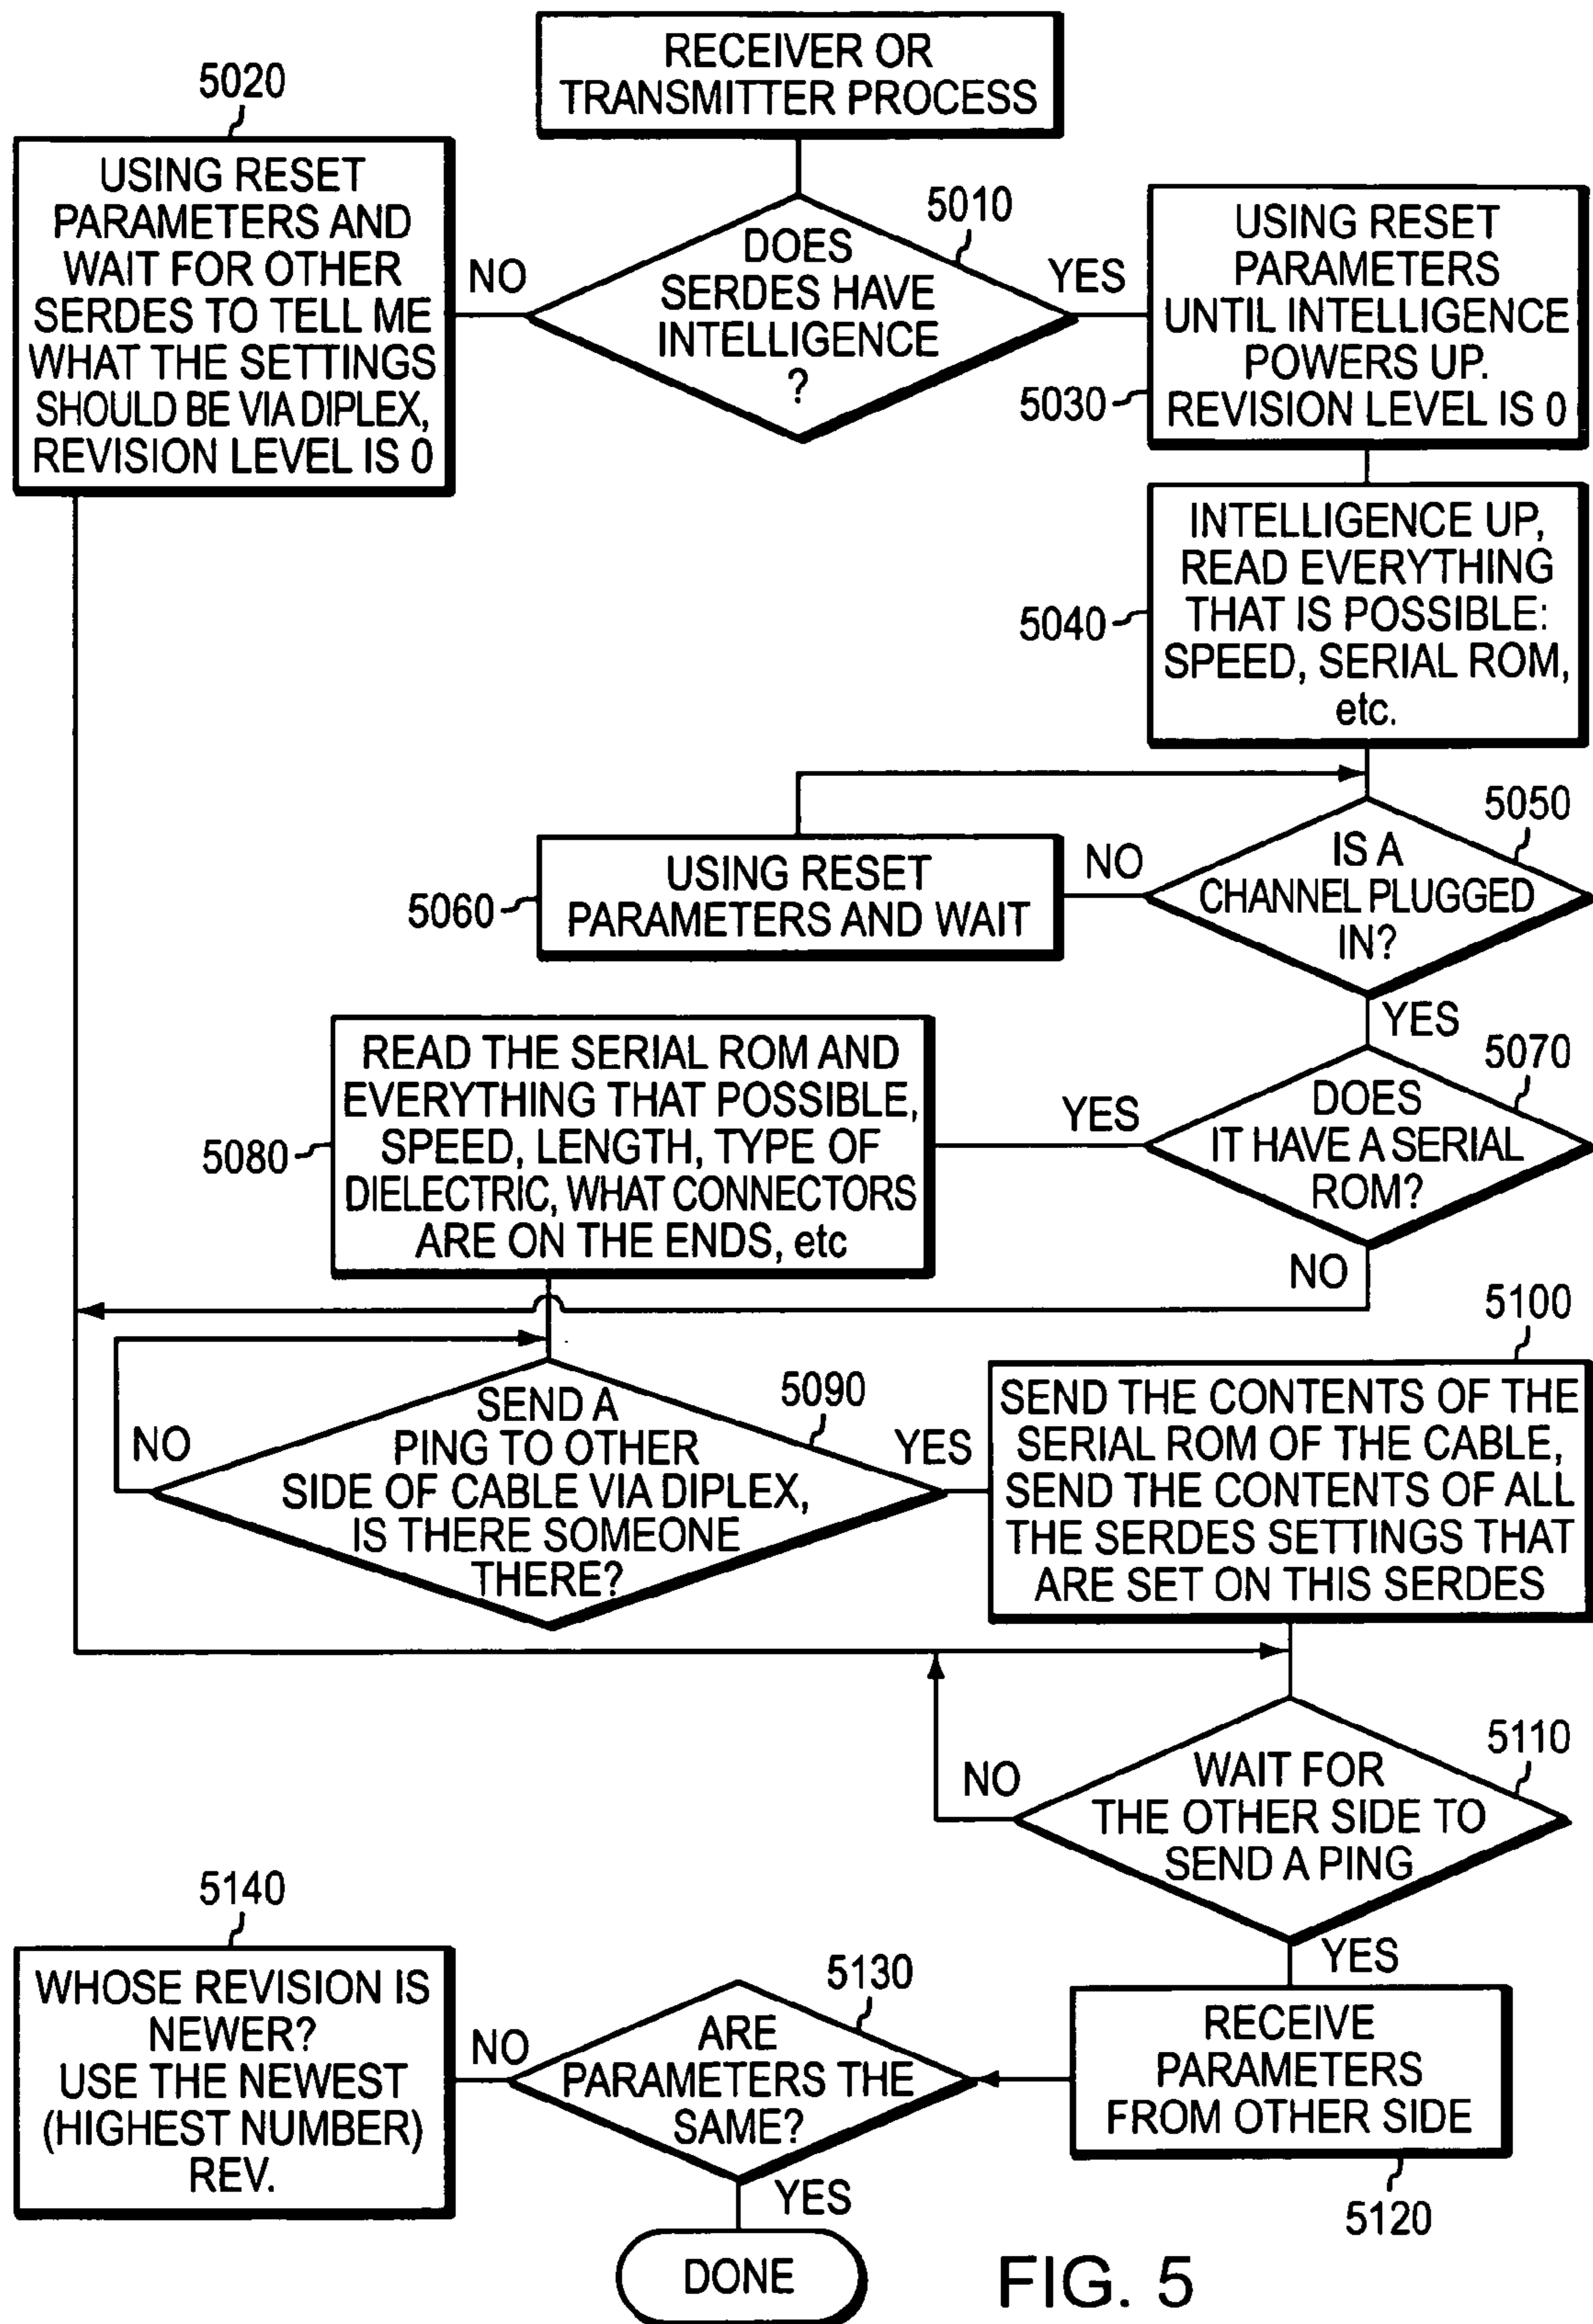 RECEIVER OR
TRANSMITTER PROCESS
5020
USING RESET
PARAMETERS AND
WAIT FOR OTHER
SERDES TO TELL ME
WHAT THE SETTINGS
SHOULD BE VIA DIPLEX,
REVISION LEVEL IS 0
NO
5010
DOES
SERDES HAVE
INTELLIGENCE
?
YES
USING RESET
PARAMETERS
UNTIL INTELLIGENCE
POWERS UP.
REVISION LEVEL IS 0
5030
INTELLIGENCE UP,
READ EVERYTHING
THAT IS POSSIBLE:
SPEED, SERIAL ROM,
etc.
5040
5050
IS A
CHANNEL PLUGGED
IN?
NO
USING RESET
PARAMETERS AND WAIT
5060
YES
5070
DOES
IT HAVE A SERIAL
ROM?
YES
READ THE SERIAL ROM AND
EVERYTHING THAT POSSIBLE,
SPEED, LENGTH, TYPE OF
DIELECTRIC, WHAT CONNECTORS
ARE ON THE ENDS, etc
5080
NO
5090
SEND A
PING TO OTHER
SIDE OF CABLE VIA DIPLEX,
IS THERE SOMEONE
THERE?
NO
YES
5100
SEND THE CONTENTS OF THE
SERIAL ROM OF THE CABLE,
SEND THE CONTENTS OF ALL
THE SERDES SETTINGS THAT
ARE SET ON THIS SERDES
5110
WAIT FOR
THE OTHER SIDE TO
SEND A PING
NO
YES
RECEIVE
PARAMETERS
FROM OTHER SIDE
5120
5130
ARE
PARAMETERS THE
SAME?
NO
5140
WHOSE REVISION IS
NEWER?
USE THE NEWEST
(HIGHEST NUMBER)
REV.
YES
DONE
FIG. 5